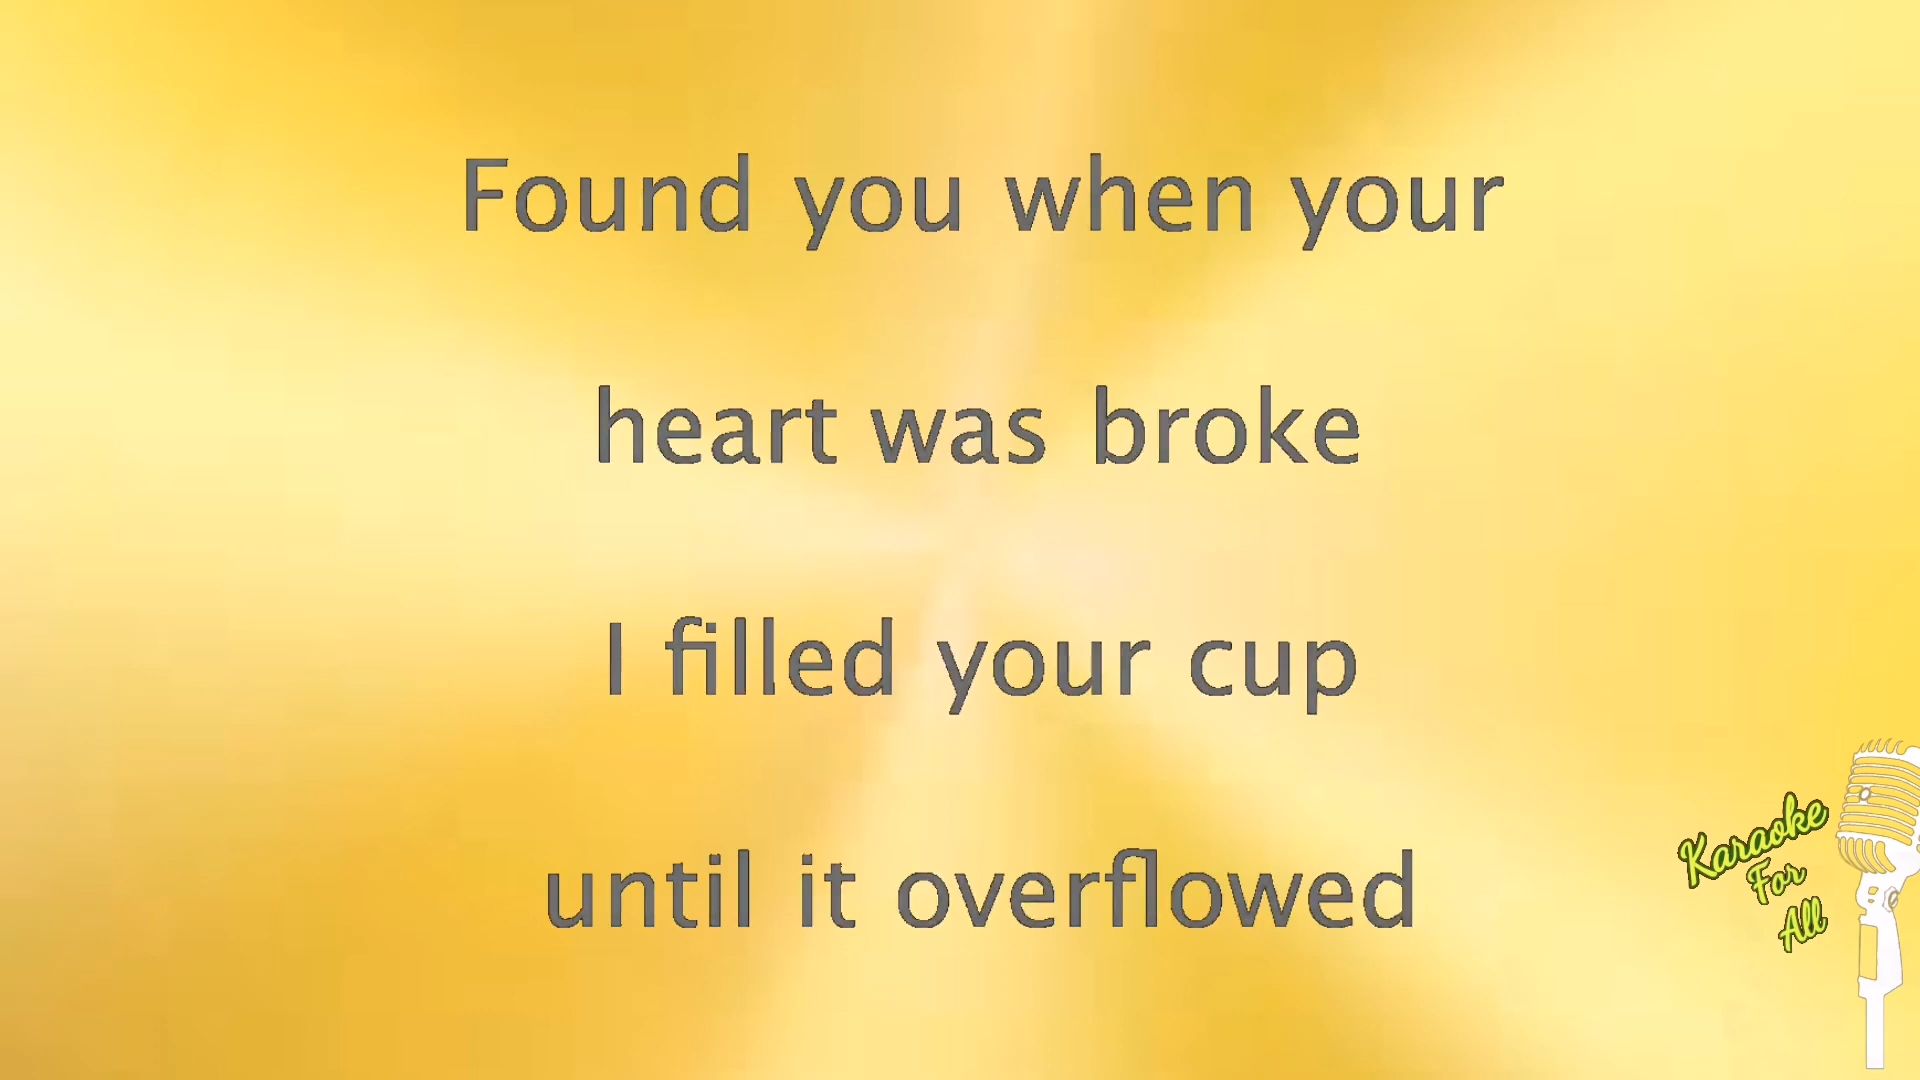 Found you when your
heart was broke
I filled your cup
until it overflowed
Karaoke
For
All